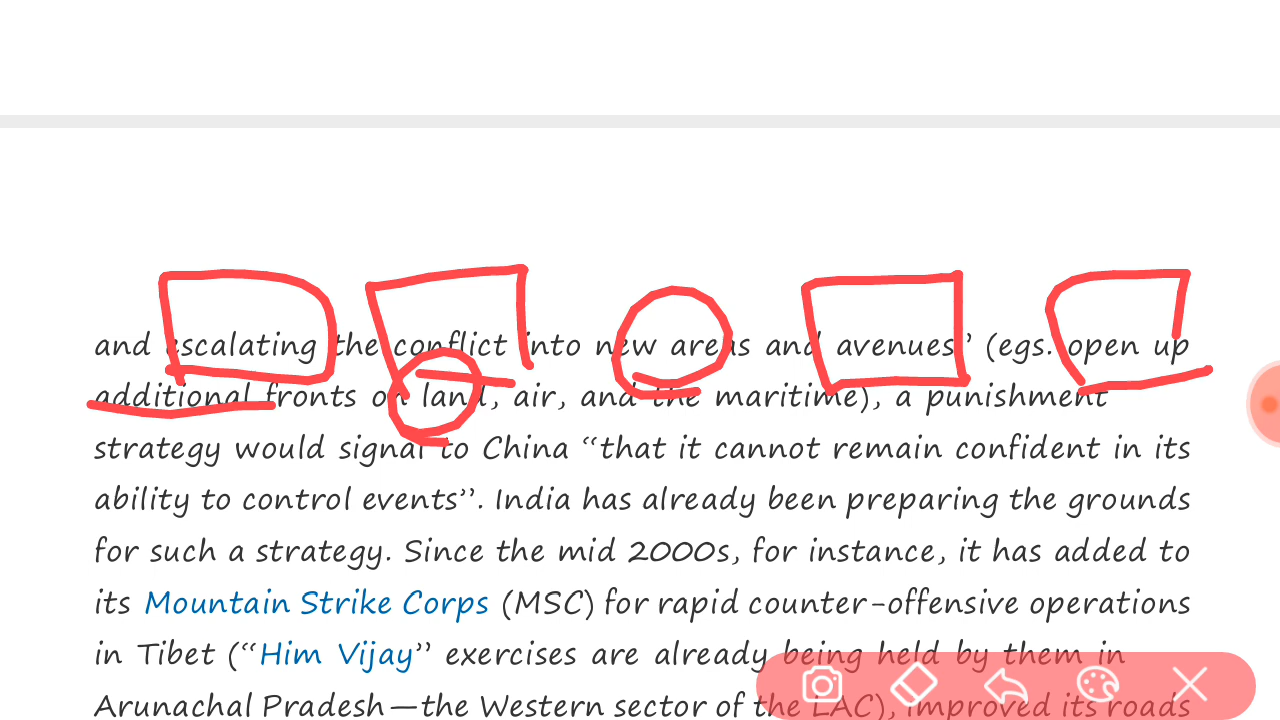 and escalating the conflict into new areas and avenues” (egs. open up
additional fronts on land, air, and the maritime), a punishment
strategy would signal to China “that it cannot remain confident in its
ability to control events”. India has already been preparing the grounds
for such a strategy. Since the mid 2000s, for instance, it has added to
its Mountain Strike Corps (MSC) for rapid counter-offensive operations
in Tibet (“Him Vijay” exercises are already being held by them in
Arunachal Pradesh—the Western sector of the LAC), improved its roads